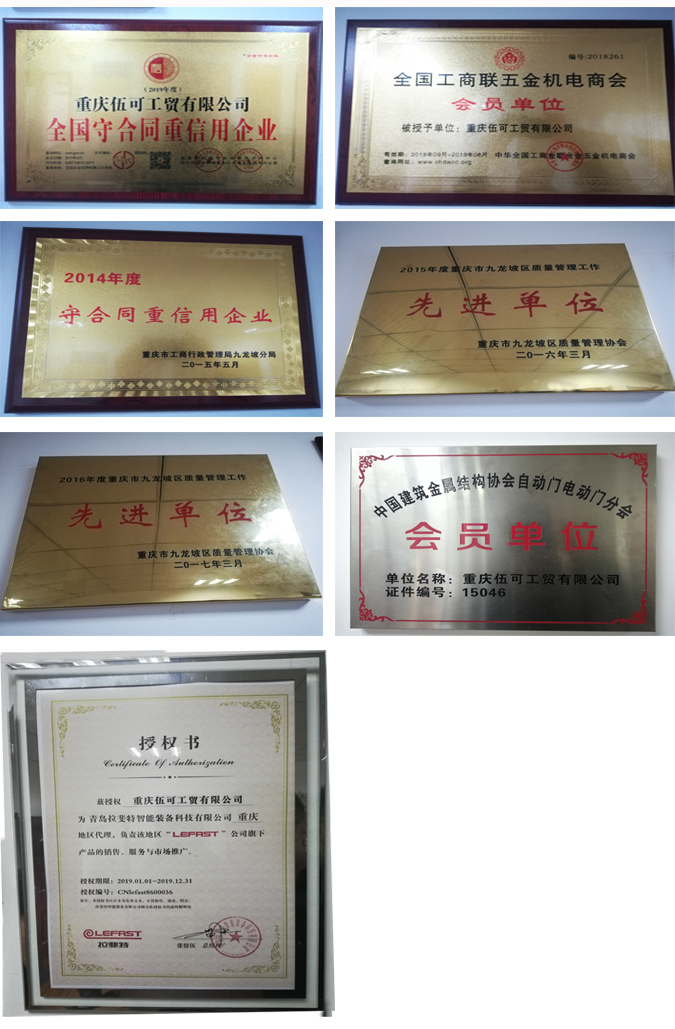 (2019年度)
重庆伍可工贸有限公司
全国守合同重信用企业
编号:2018261
全国工商联五金机电商会
会员单位
被授予单位：重庆伍可工贸有限公司
有效期：2018年09月-2019年08月 中华全国工商业联合会五金机电商会
查询网址：www.chdwoc.org
2014年度
守合同重信用企业
重庆市工商行政管理局九龙坡分局
二〇一五年五月
2015年度重庆市九龙坡区质量管理工作
先进单位
重庆市九龙坡区质量管理协会
二〇一六年三月
2016年度重庆市九龙坡区质量管理工作
先进单位
重庆市九龙坡区质量管理协会
二〇一七年三月
中国建筑金属结构协会自动门电动门分会
会员单位
单位名称：重庆伍可工贸有限公司
证件编号：15046
授权书
Certificate Of Authorization
兹授权 重庆伍可工贸有限公司
为 青岛拉斐特智能装备科技有限公司 重庆
地区代理，负责该地区“LEFAST”公司旗下
产品的销售、服务与市场推广。
授权期限：2019.01.01-2019.12.31
授权编号：CNlefast8600036
LEFAST
拉斐特